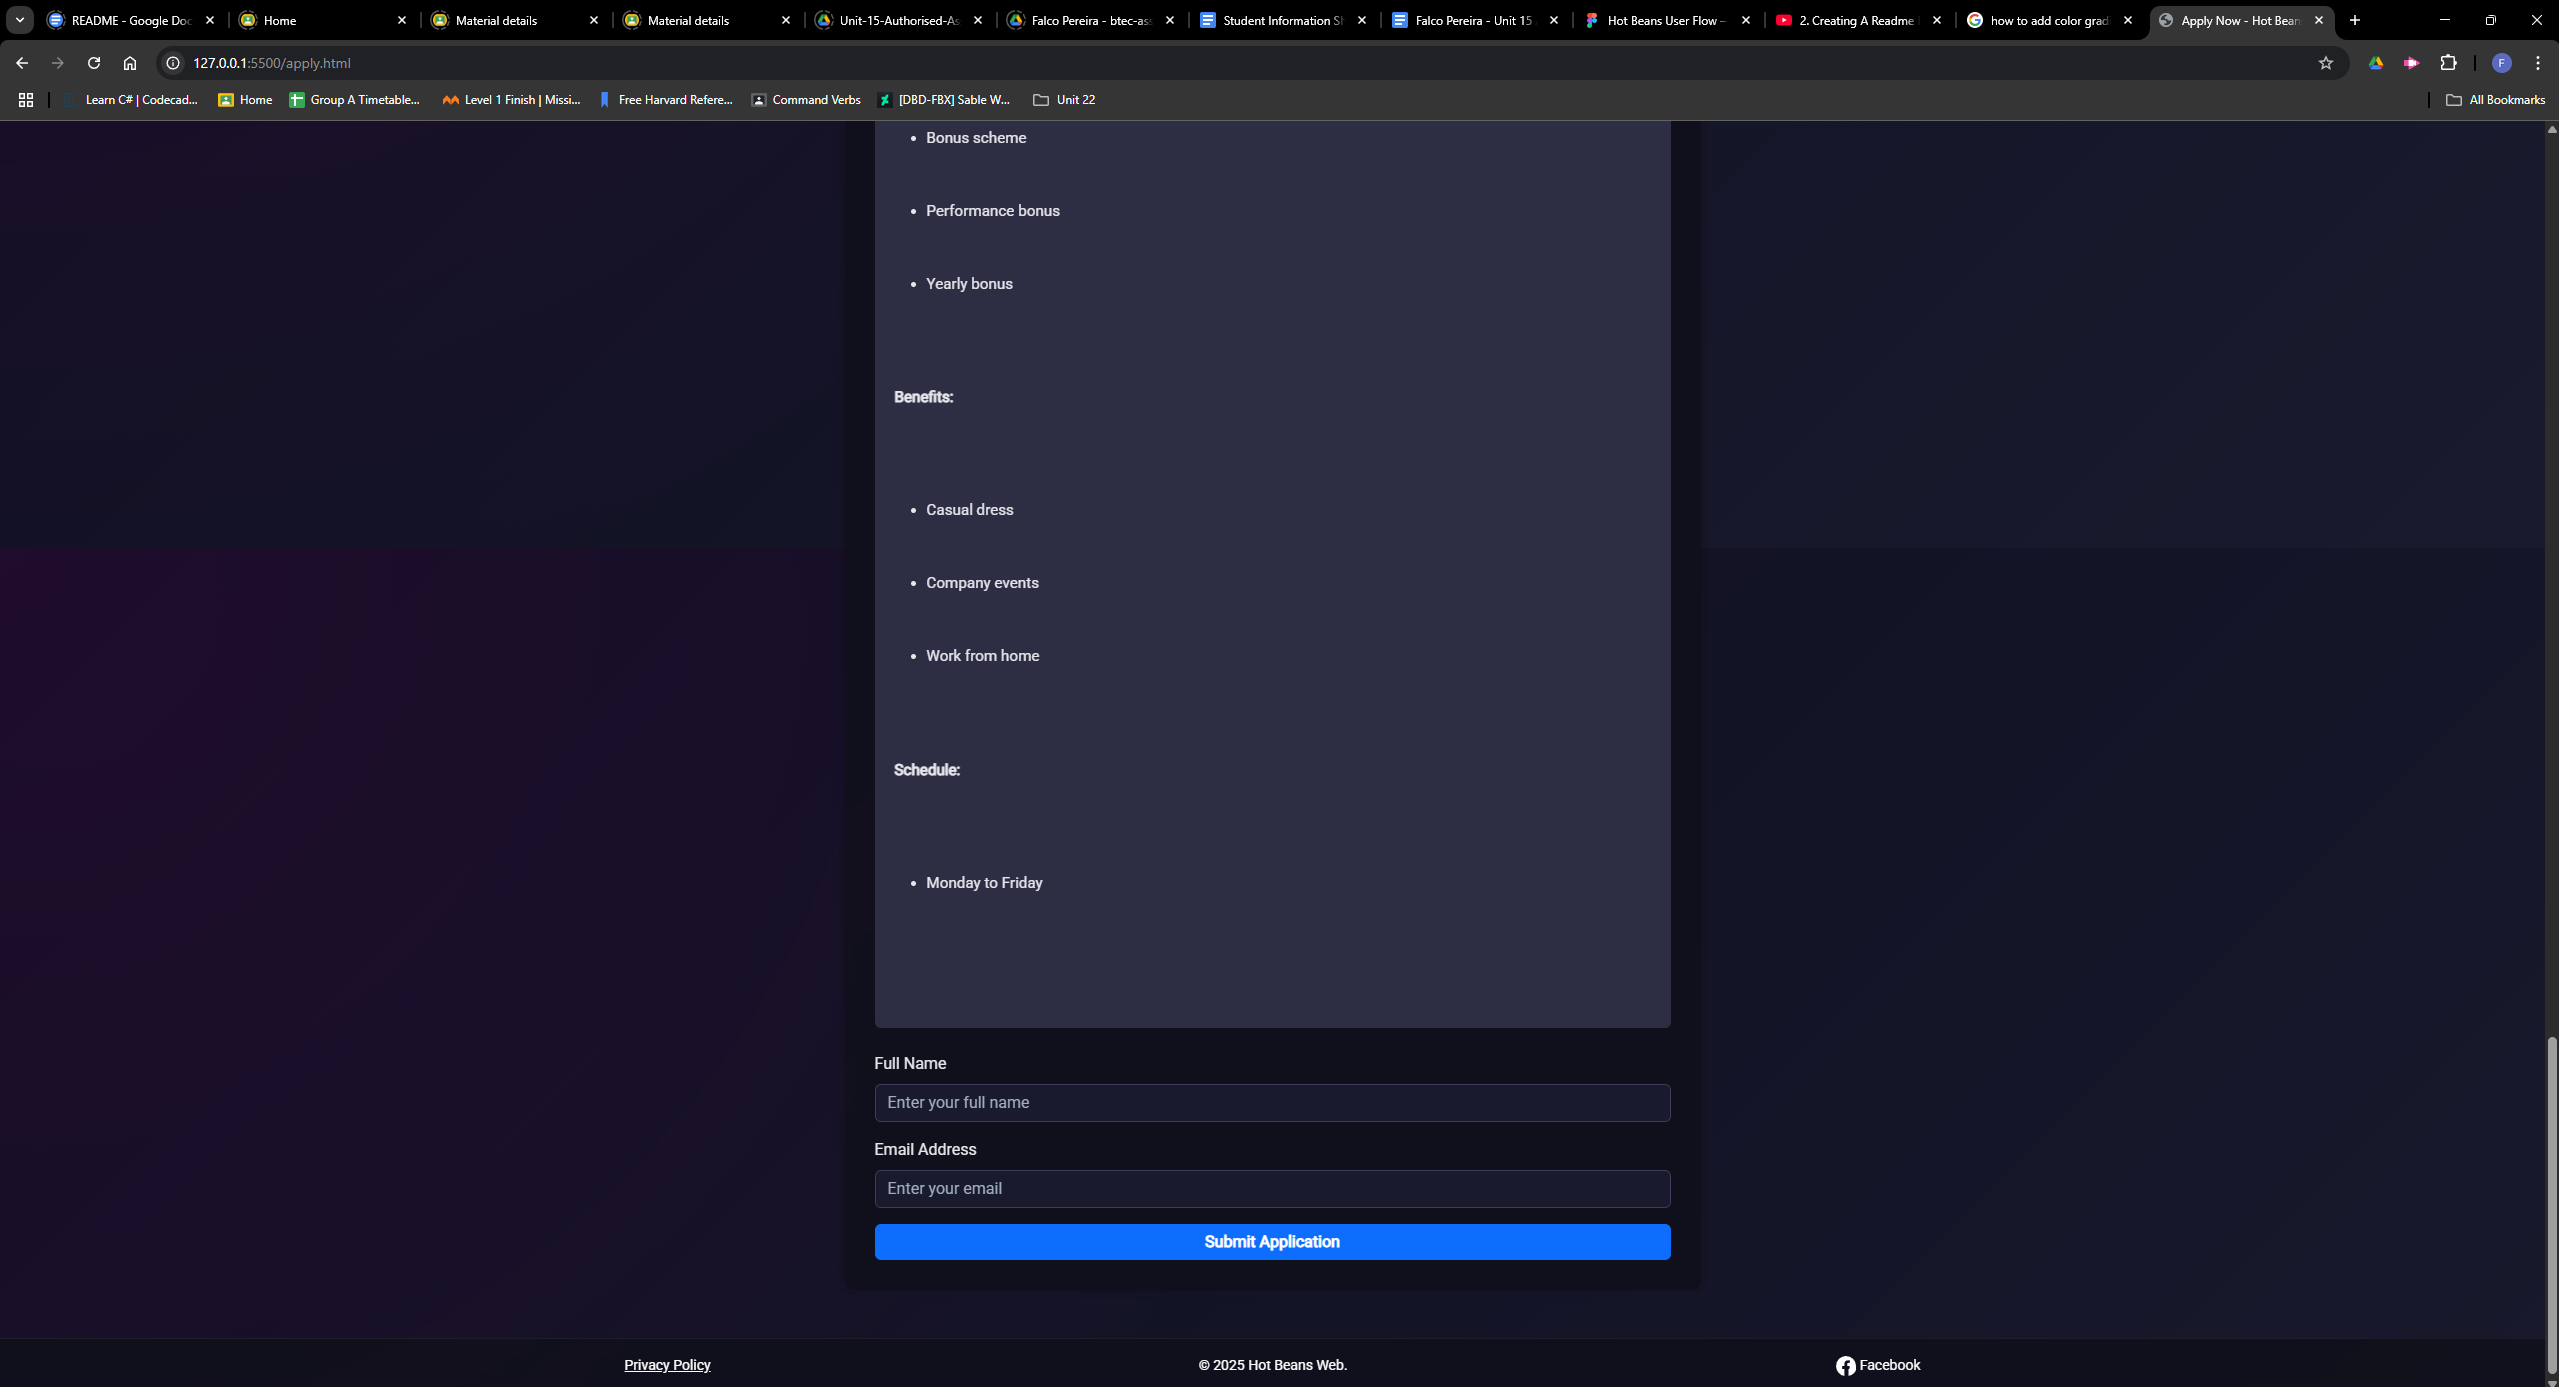 README - Google Doc
Home
Material details
Material details
Unit-15-Authorised-As
Falco Pereira - btec-ass
Student Information Sh
Falco Pereira - Unit 15
Hot Beans User Flow –
2. Creating A Readme
how to add color grad
Apply Now - Hot Bean
127.0.0.1:5500/apply.html
F
Learn C# | Codecad...
Home
Group A Timetable...
Level 1 Finish | Missi...
Free Harvard Refere...
Command Verbs
[DBD-FBX] Sable W...
Unit 22
All Bookmarks
• Bonus scheme
• Performance bonus
• Yearly bonus
Benefits:
• Casual dress
• Company events
• Work from home
Schedule:
• Monday to Friday
Full Name
Enter your full name
Email Address
Enter your email
Submit Application
Privacy Policy
© 2025 Hot Beans Web.
Facebook